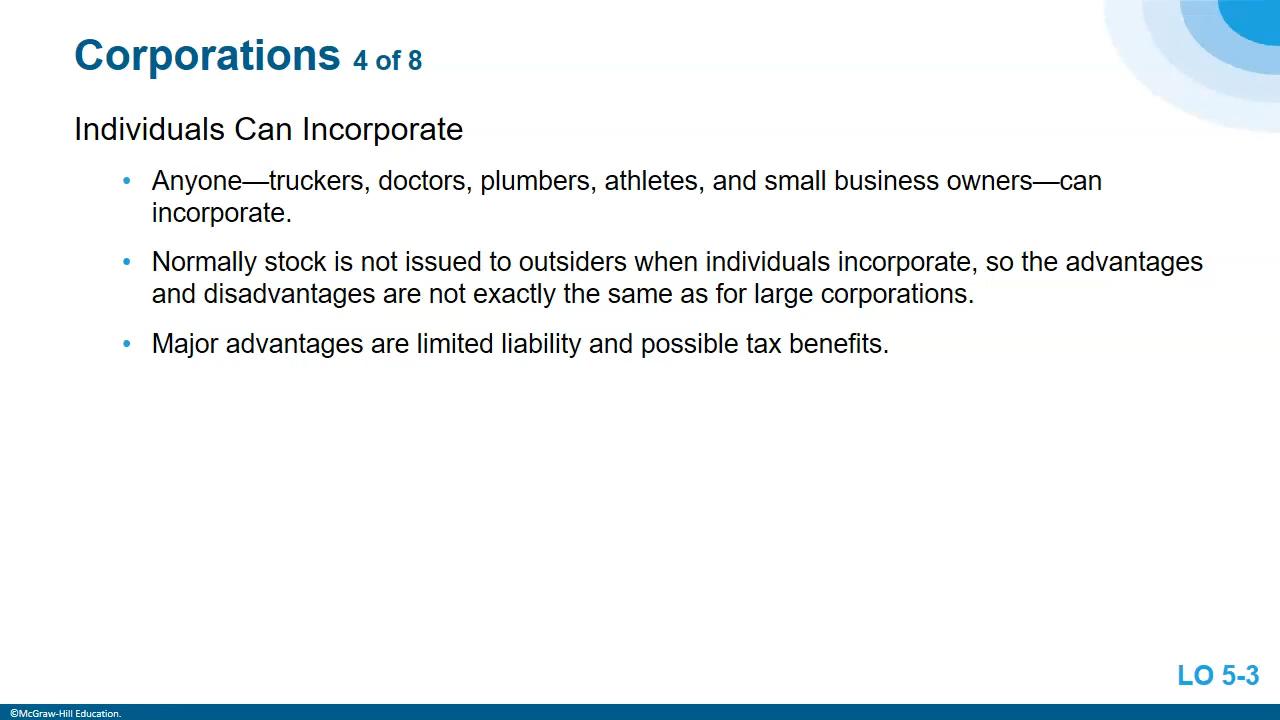 Corporations 4 of 8
Individuals Can Incorporate
• Anyone—truckers, doctors, plumbers, athletes, and small business owners—can
incorporate.
• Normally stock is not issued to outsiders when individuals incorporate, so the advantages
and disadvantages are not exactly the same as for large corporations.
• Major advantages are limited liability and possible tax benefits.
LO 5-3
©McGraw-Hill Education.